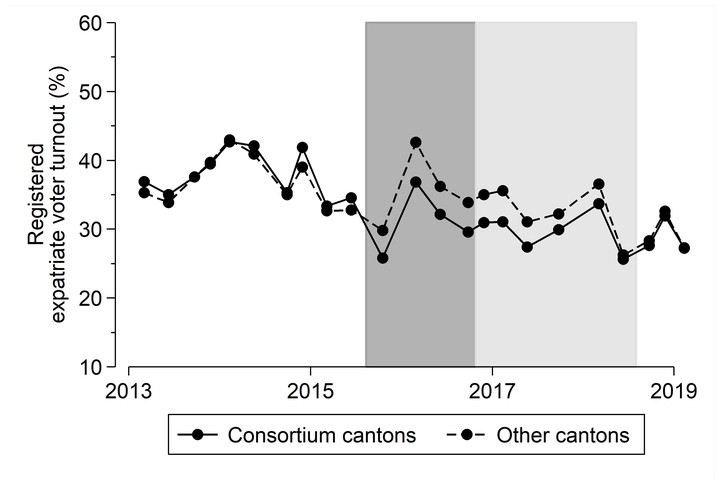 Registered
expatriate voter turnout (%)
60
50
40
30
20
10
2013
2015
2017
2019
Consortium cantons
Other cantons